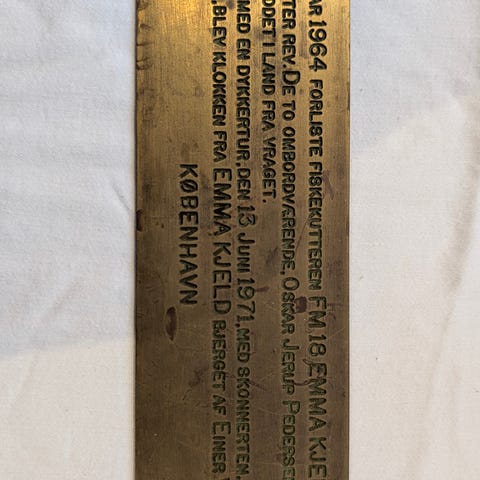 AR 1964 FORLISTE FISKEKUTTEREN FM 18 EMMA KJE
TER REV. DE TO OMBORDVÆRENDE, OSKAR JERUP PEDERSE
DDET I LAND FRA VRAGET.
MED EN DYKKERTUR, DEN 13 JUNI 1971, MED SKONNERTEN
, BLEV KLOKKEN FRA EMMA KJELD BJERGET AF EINER
KØBENHAVN